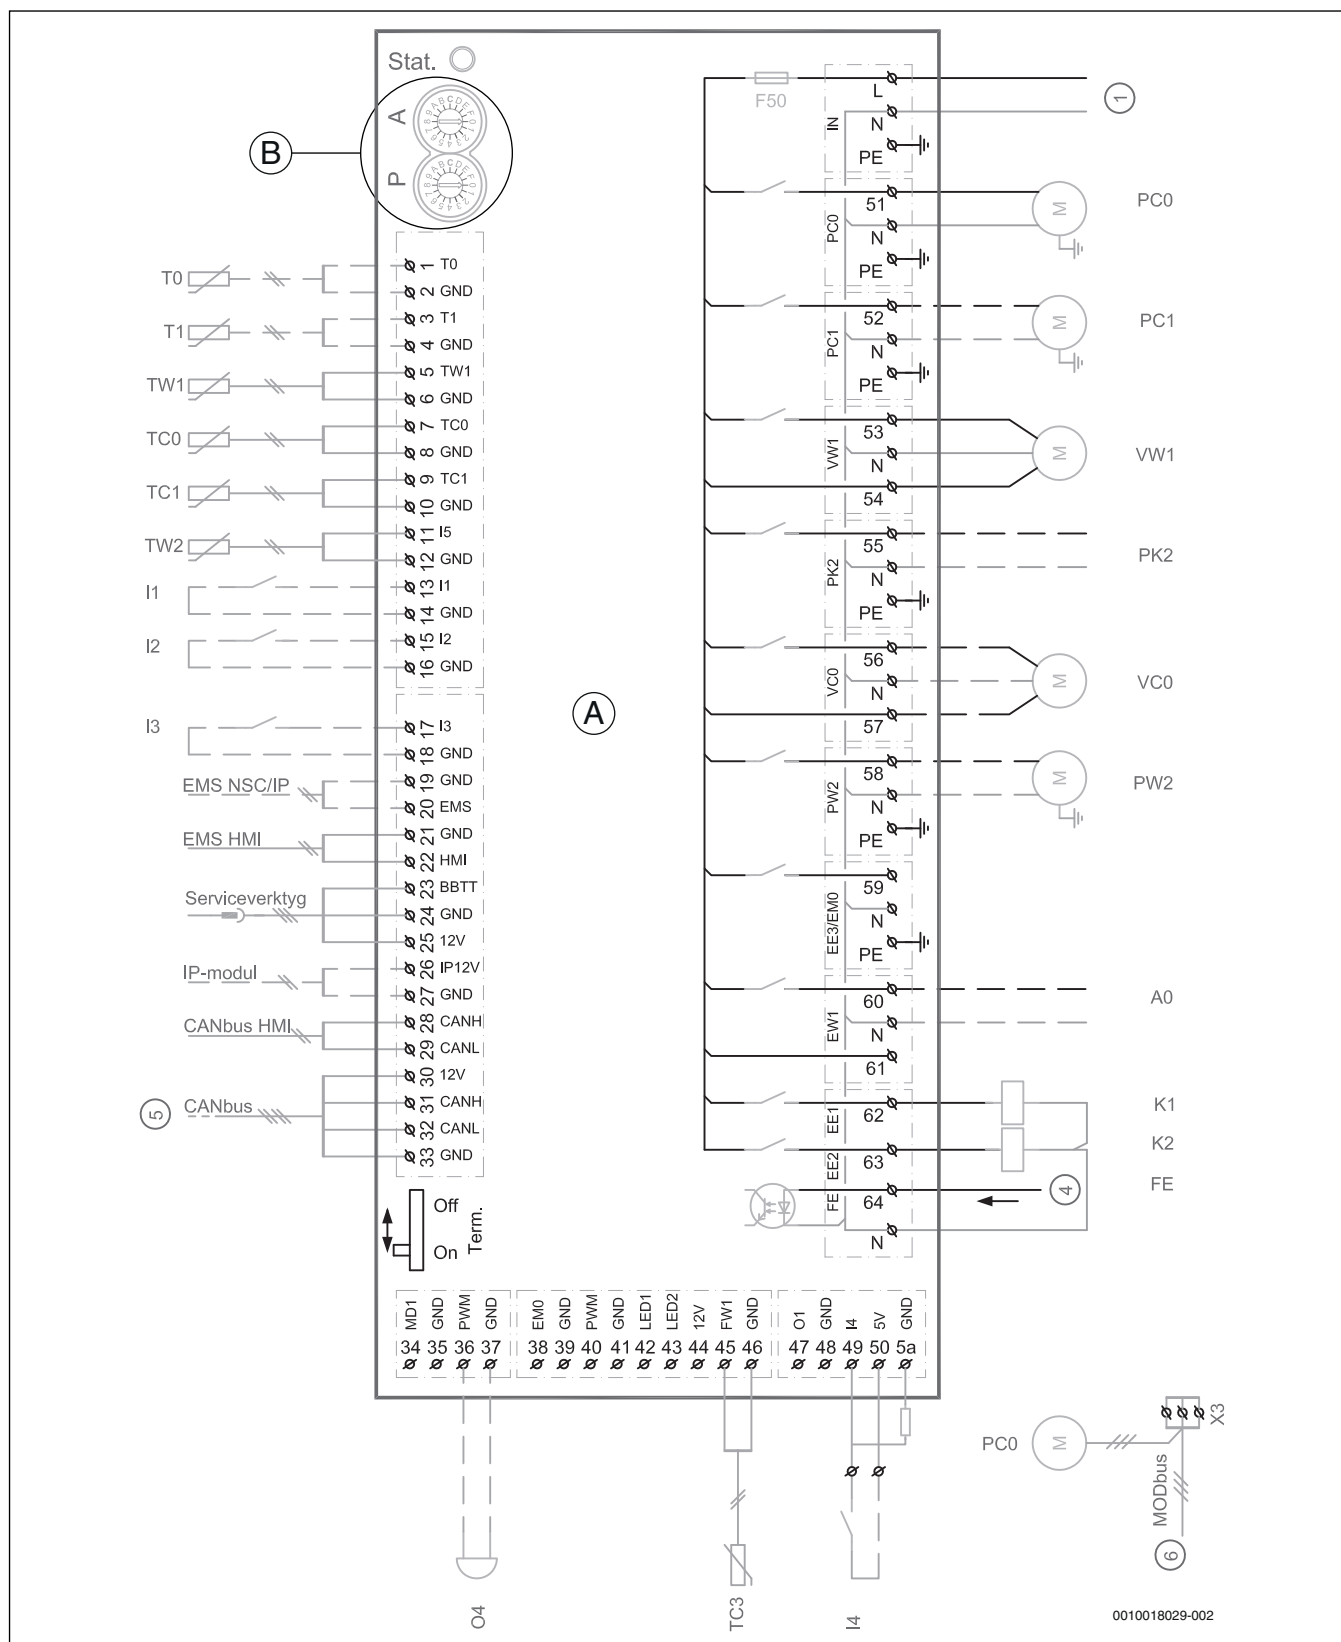 Stat.
A
P
B
F50
IN
L
N
PE
1
PC0
51
N
PE
M
PC0
PC1
52
N
PE
M
PC1
VW1
53
N
54
M
VW1
PK2
55
N
PE
PK2
VC0
56
N
57
M
VC0
PW2
58
N
PE
M
PW2
EE3/EM0
59
N
PE
EW1
60
N
61
A0
EE1
62
K1
EE2
63
K2
FE
64
N
4
FE
T0
1 T0
2 GND
T1
3 T1
4 GND
TW1
5 TW1
6 GND
TC0
7 TC0
8 GND
TC1
9 TC1
10 GND
TW2
11 I5
12 GND
I1
13 I1
14 GND
I2
15 I2
16 GND
A
I3
17 I3
18 GND
EMS NSC/IP
19 GND
20 EMS
EMS HMI
21 GND
22 HMI
Serviceverktyg
23 BBTT
24 GND
25 12V
IP-modul
26 IP12V
27 GND
CANbus HMI
28 CANH
29 CANL
5
CANbus
30 12V
31 CANH
32 CANL
33 GND
Off
On
Term.
MD1 GND PWM GND
34 35 36 37
EM0 GND PWM GND LED1 LED2 12V FW1 GND
38 39 40 41 42 43 44 45 46
O1 GND I4 5V GND
47 48 49 50 5a
O4
TC3
I4
PC0
M
X3
MODbus
6
0010018029-002